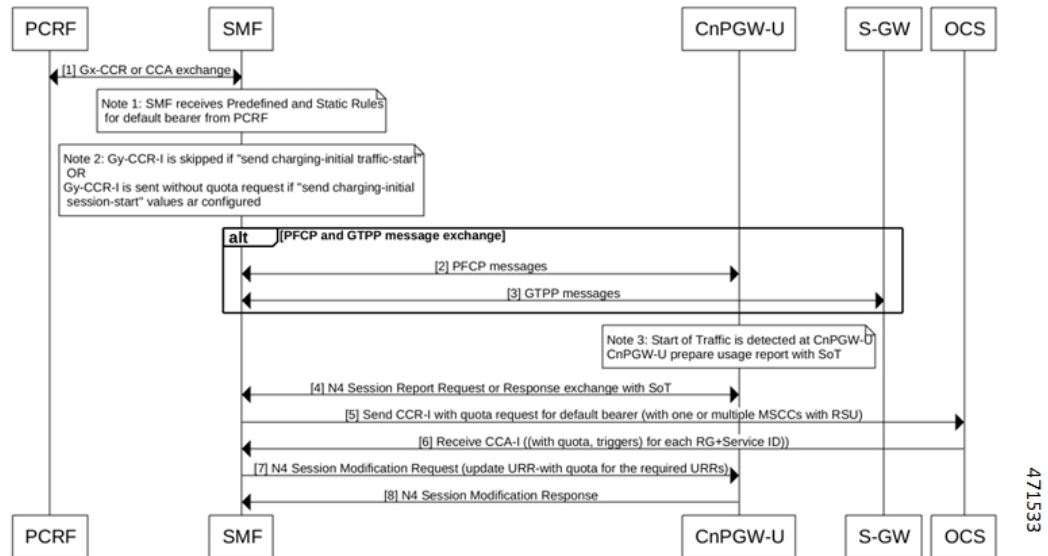 PCRF
SMF
CnPGW-U
S-GW
OCS
[1] Gx-CCR or CCA exchange
Note 1: SMF receives Predefined and Static Rules
for default bearer from PCRF
Note 2: Gy-CCR-I is skipped if "send charging-initial traffic-start"
OR
Gy-CCR-I is sent without quota request if "send charging-initial
session-start" values ar configured
alt
[PFCP and GTPP message exchange]
[2] PFCP messages
[3] GTPP messages
Note 3: Start of Traffic is detected at CnPGW-U
CnPGW-U prepare usage report with SoT
[4] N4 Session Report Request or Response exchange with SoT
[5] Send CCR-I with quota request for default bearer (with one or multiple MSCCs with RSU)
[6] Receive CCA-I ((with quota, triggers) for each RG+Service ID))
[7] N4 Session Modification Request (update URR-with quota for the required URRs)
[8] N4 Session Modification Response
PCRF
SMF
CnPGW-U
S-GW
OCS
471533